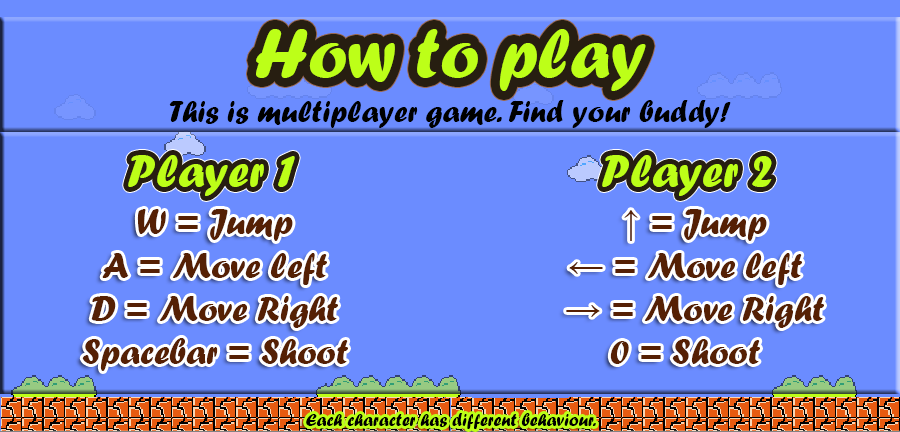 How to play
This is multiplayer game. Find your buddy!
Player 1
W = Jump
A = Move left
D = Move Right
Spacebar = Shoot
Player 2
↑ = Jump
← = Move left
→ = Move Right
0 = Shoot
Each character has different behaviour.